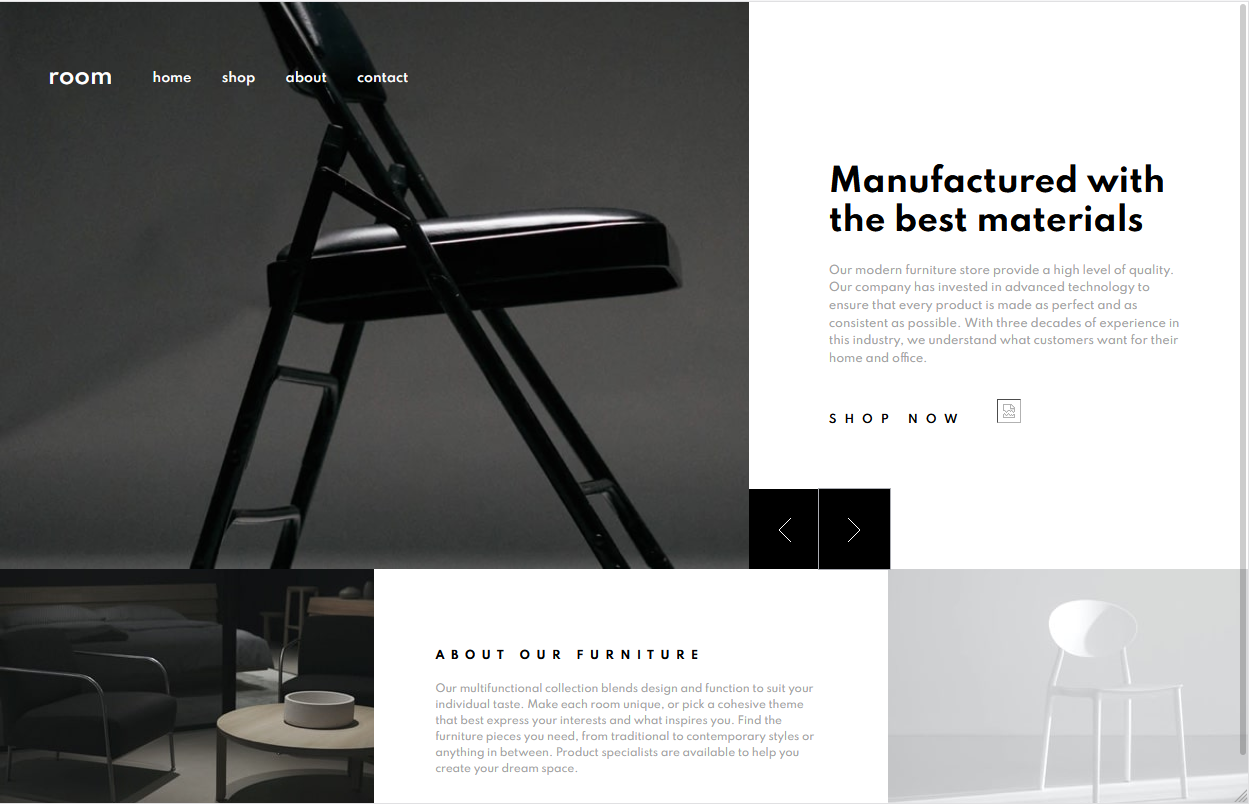 room home shop about contact
Manufactured with
the best materials
Our modern furniture store provide a high level of quality.
Our company has invested in advanced technology to
ensure that every product is made as perfect and as
consistent as possible. With three decades of experience in
this industry, we understand what customers want for their
home and office.
SHOP NOW
ABOUT OUR FURNITURE
Our multifunctional collection blends design and function to suit your
individual taste. Make each room unique, or pick a cohesive theme
that best express your interests and what inspires you. Find the
furniture pieces you need, from traditional to contemporary styles or
anything in between. Product specialists are available to help you
create your dream space.